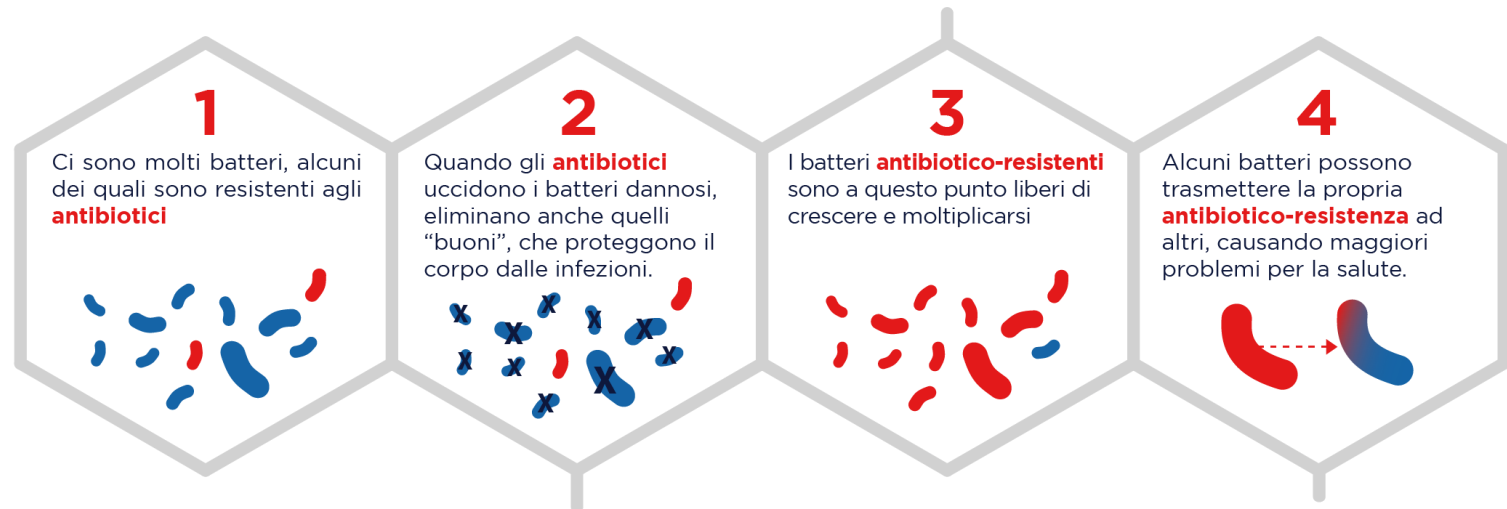 1
Ci sono molti batteri, alcuni
dei quali sono resistenti agli
antibiotici
2
Quando gli antibiotici
uccidono i batteri dannosi,
eliminano anche quelli
“buoni”, che proteggono il
corpo dalle infezioni.
X
X
X
X
X
X
X
X
X
X
3
I batteri antibiotico-resistenti
sono a questo punto liberi di
crescere e moltiplicarsi
4
Alcuni batteri possono
trasmettere la propria
antibiotico-resistenza ad
altri, causando maggiori
problemi per la salute.